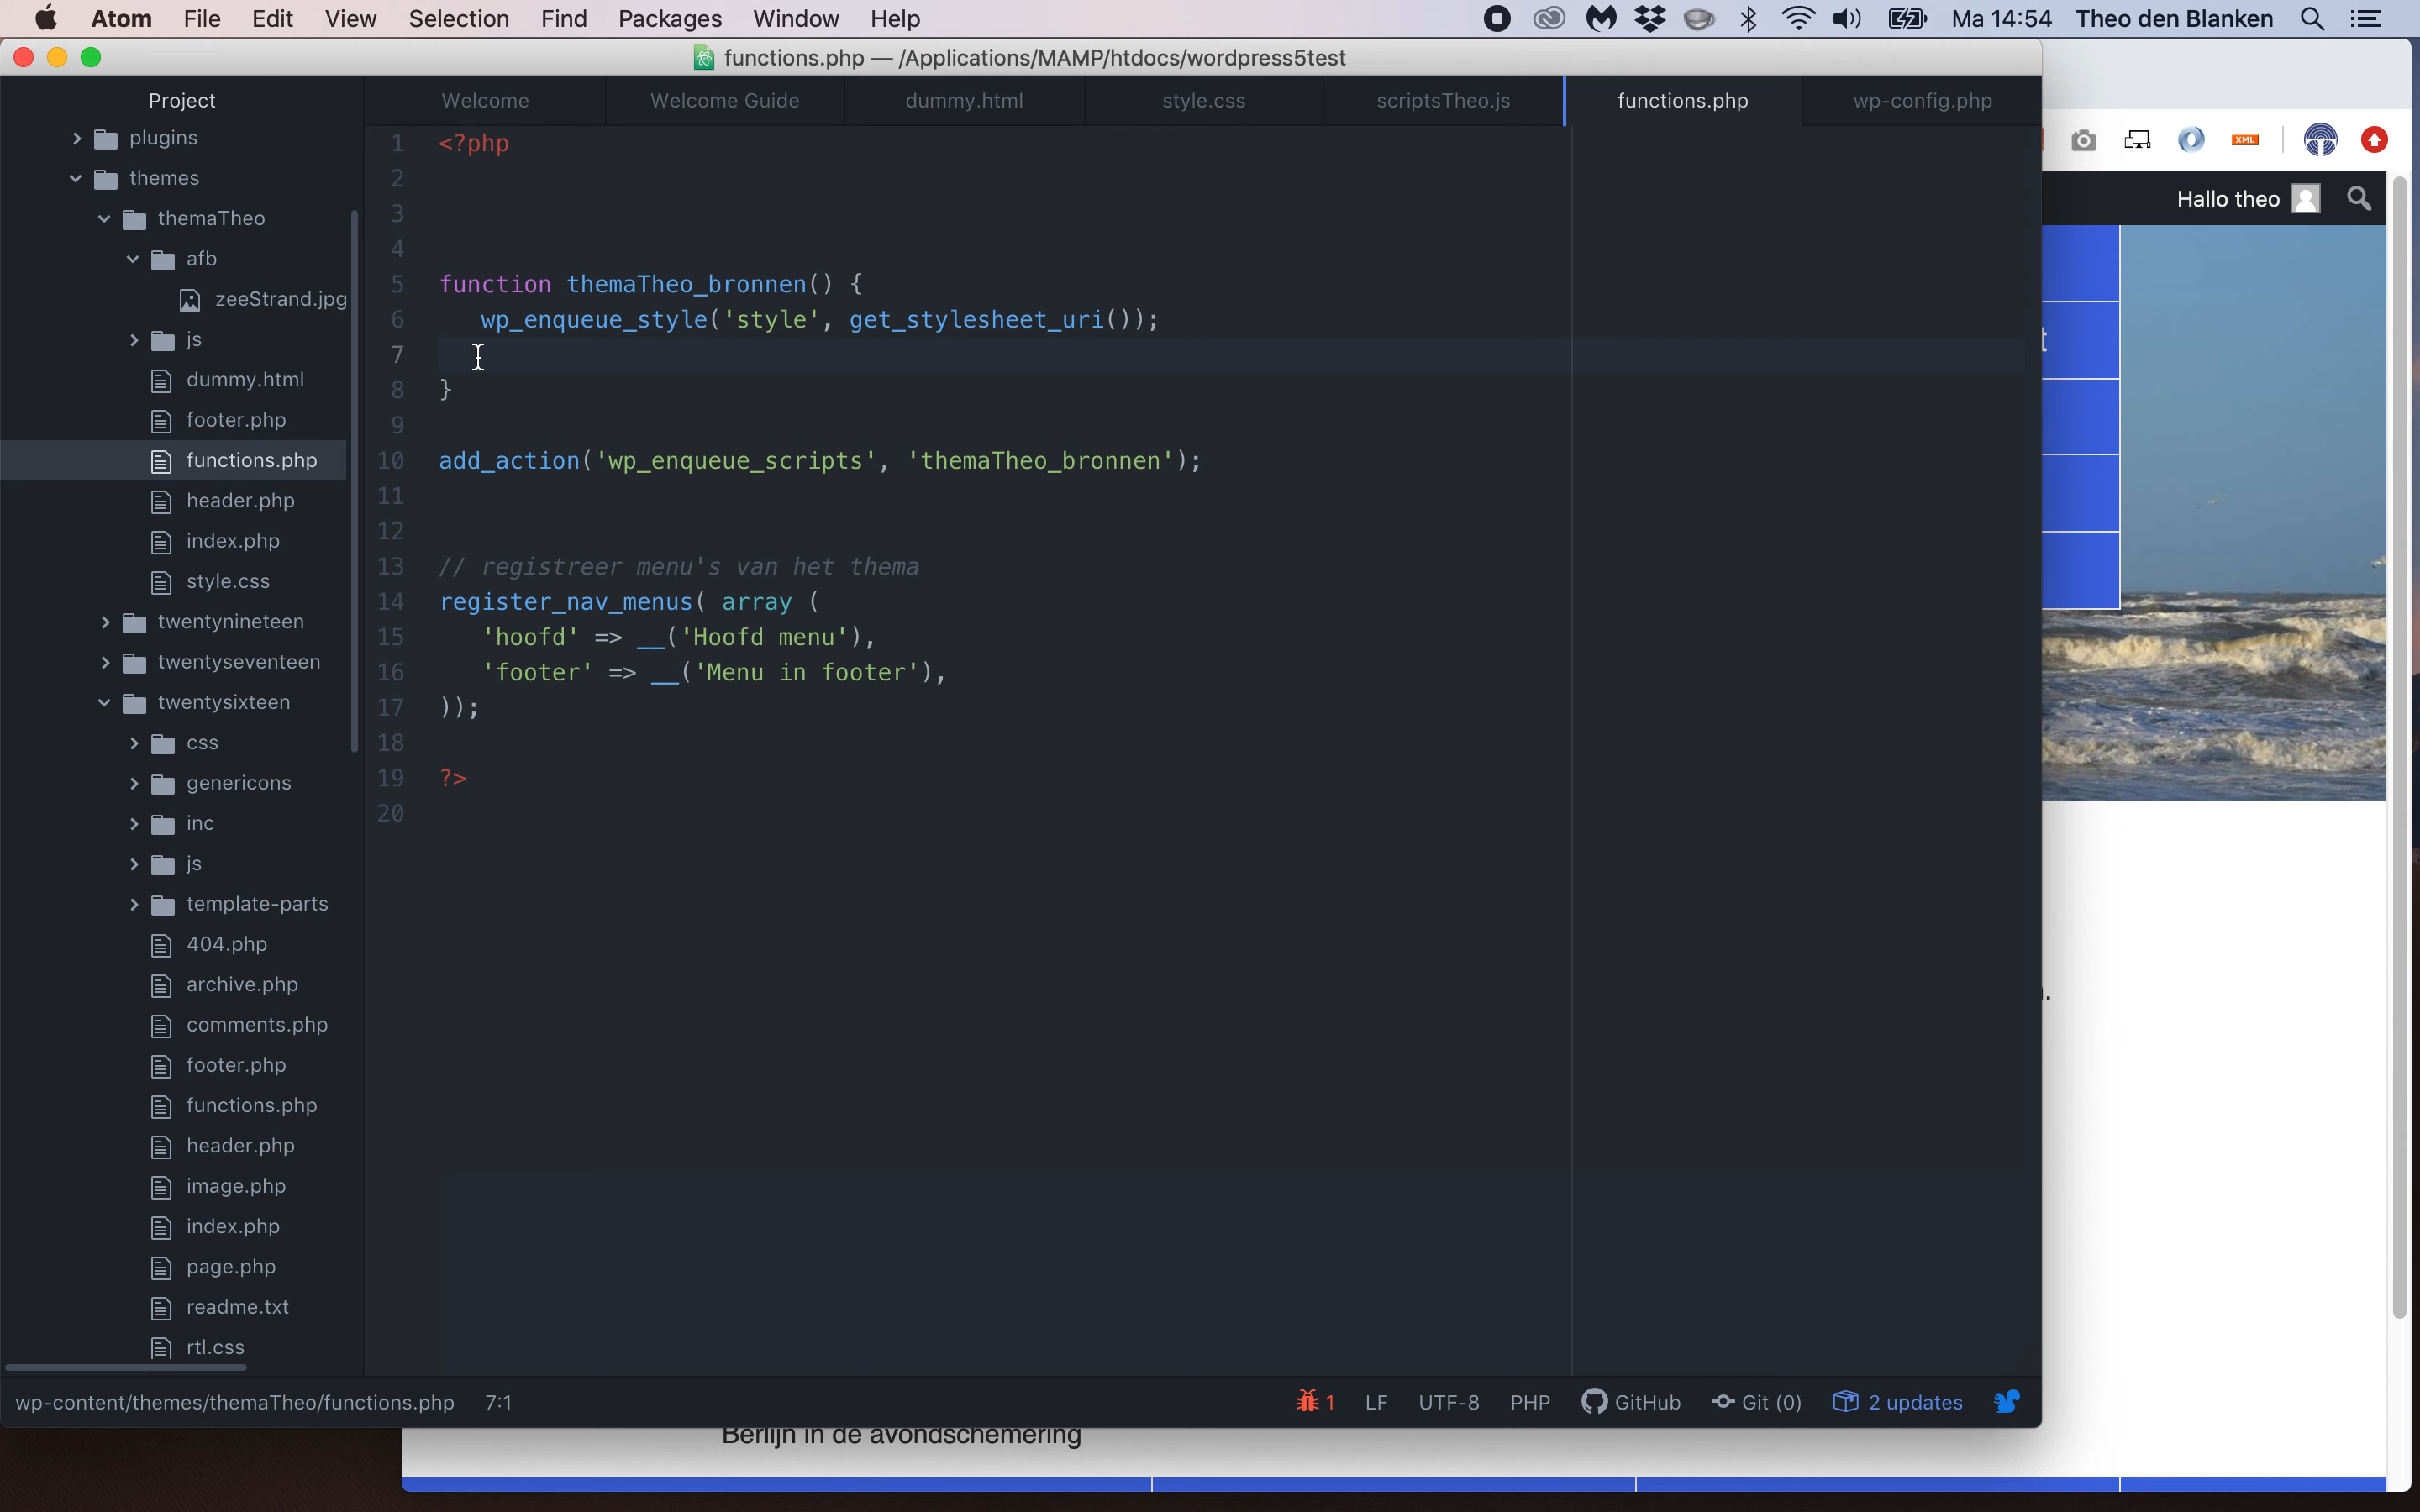 Atom File Edit View Selection Find Packages Window Help Ma 14:54 Theo den Blanken
functions.php — /Applications/MAMP/htdocs/wordpress5test
Project
Welcome
Welcome Guide
dummy.html
style.css
scriptsTheo.js
functions.php
wp-config.php
plugins
themes
themaTheo
afb
zeeStrand.jpg
js
dummy.html
footer.php
functions.php
header.php
index.php
style.css
twentynineteen
twentyseventeen
twentysixteen
css
genericons
inc
js
template-parts
404.php
archive.php
comments.php
footer.php
functions.php
header.php
image.php
index.php
page.php
readme.txt
rtl.css
1 <?php
2
3
4
5 function themaTheo_bronnen() {
6 wp_enqueue_style('style', get_stylesheet_uri());
7
8 }
9
10 add_action('wp_enqueue_scripts', 'themaTheo_bronnen');
11
12
13 // registreer menu's van het thema
14 register_nav_menus( array (
15 'hoofd' => __('Hoofd menu'),
16 'footer' => __('Menu in footer'),
17 ));
18
19 ?>
20
XML
Hallo theo
t
.
wp-content/themes/themaTheo/functions.php 7:1
1 LF UTF-8 PHP GitHub Git (0) 2 updates
Berlijn in de avondschemering